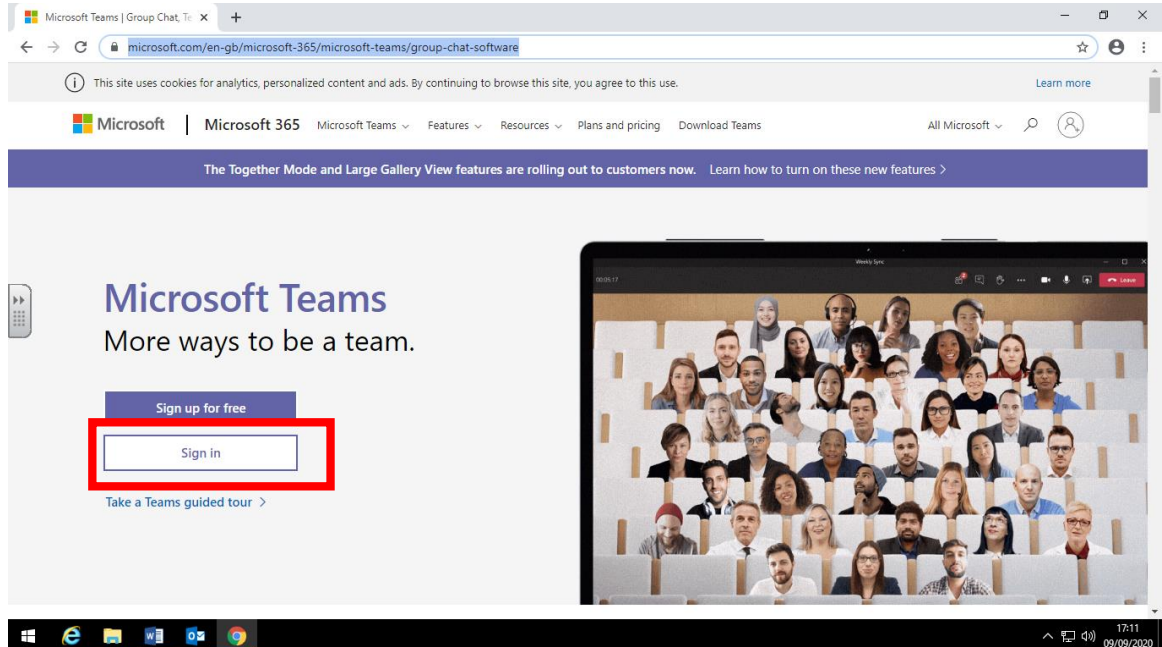 Microsoft Teams | Group Chat, Te
microsoft.com/en-gb/microsoft-365/microsoft-teams/group-chat-software
This site uses cookies for analytics, personalized content and ads. By continuing to browse this site, you agree to this use. Learn more
Microsoft Microsoft 365 Microsoft Teams Features Resources Plans and pricing Download Teams All Microsoft
The Together Mode and Large Gallery View features are rolling out to customers now. Learn how to turn on these new features >
Weekly Sync
00:05:17
2
Leave
Microsoft Teams
More ways to be a team.
Sign up for free
Sign in
Take a Teams guided tour >
17:11
09/09/2020